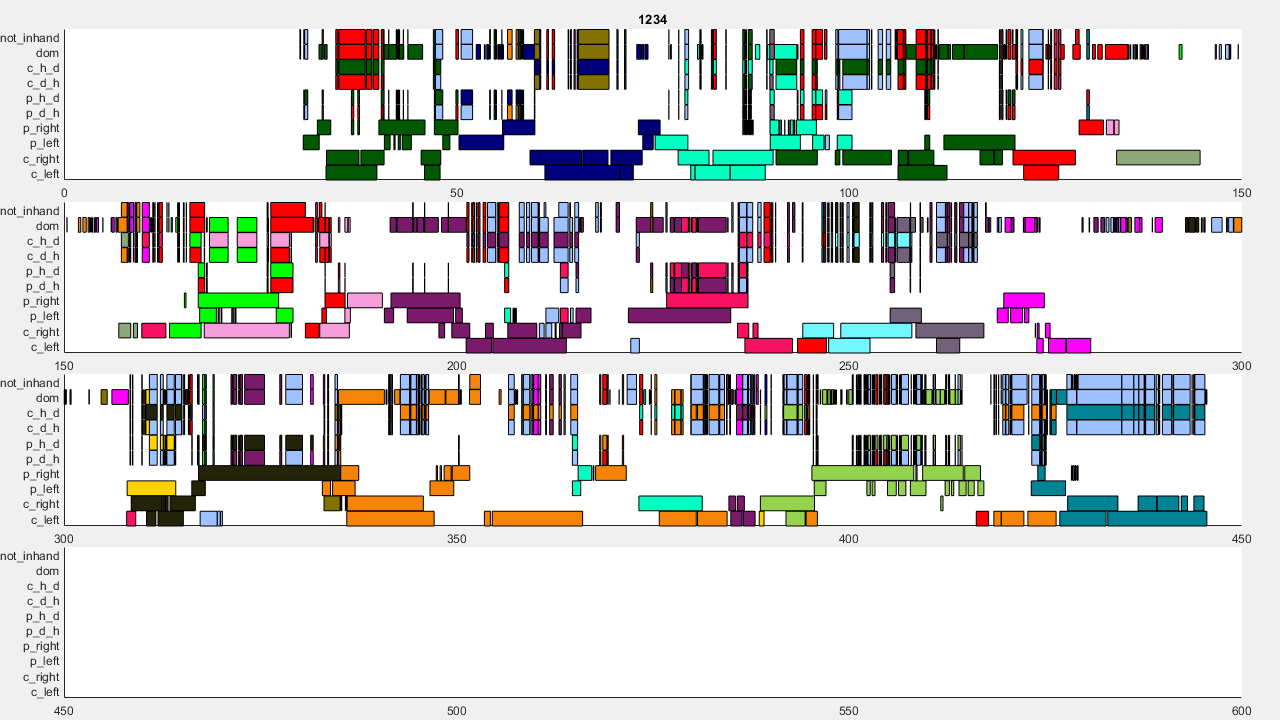 1234
not_inhand
dom
c_h_d
c_d_h
p_h_d
p_d_h
p_right
p_left
c_right
c_left
0 50 100 150
not_inhand
dom
c_h_d
c_d_h
p_h_d
p_d_h
p_right
p_left
c_right
c_left
150 200 250 300
not_inhand
dom
c_h_d
c_d_h
p_h_d
p_d_h
p_right
p_left
c_right
c_left
300 350 400 450
not_inhand
dom
c_h_d
c_d_h
p_h_d
p_d_h
p_right
p_left
c_right
c_left
450 500 550 600